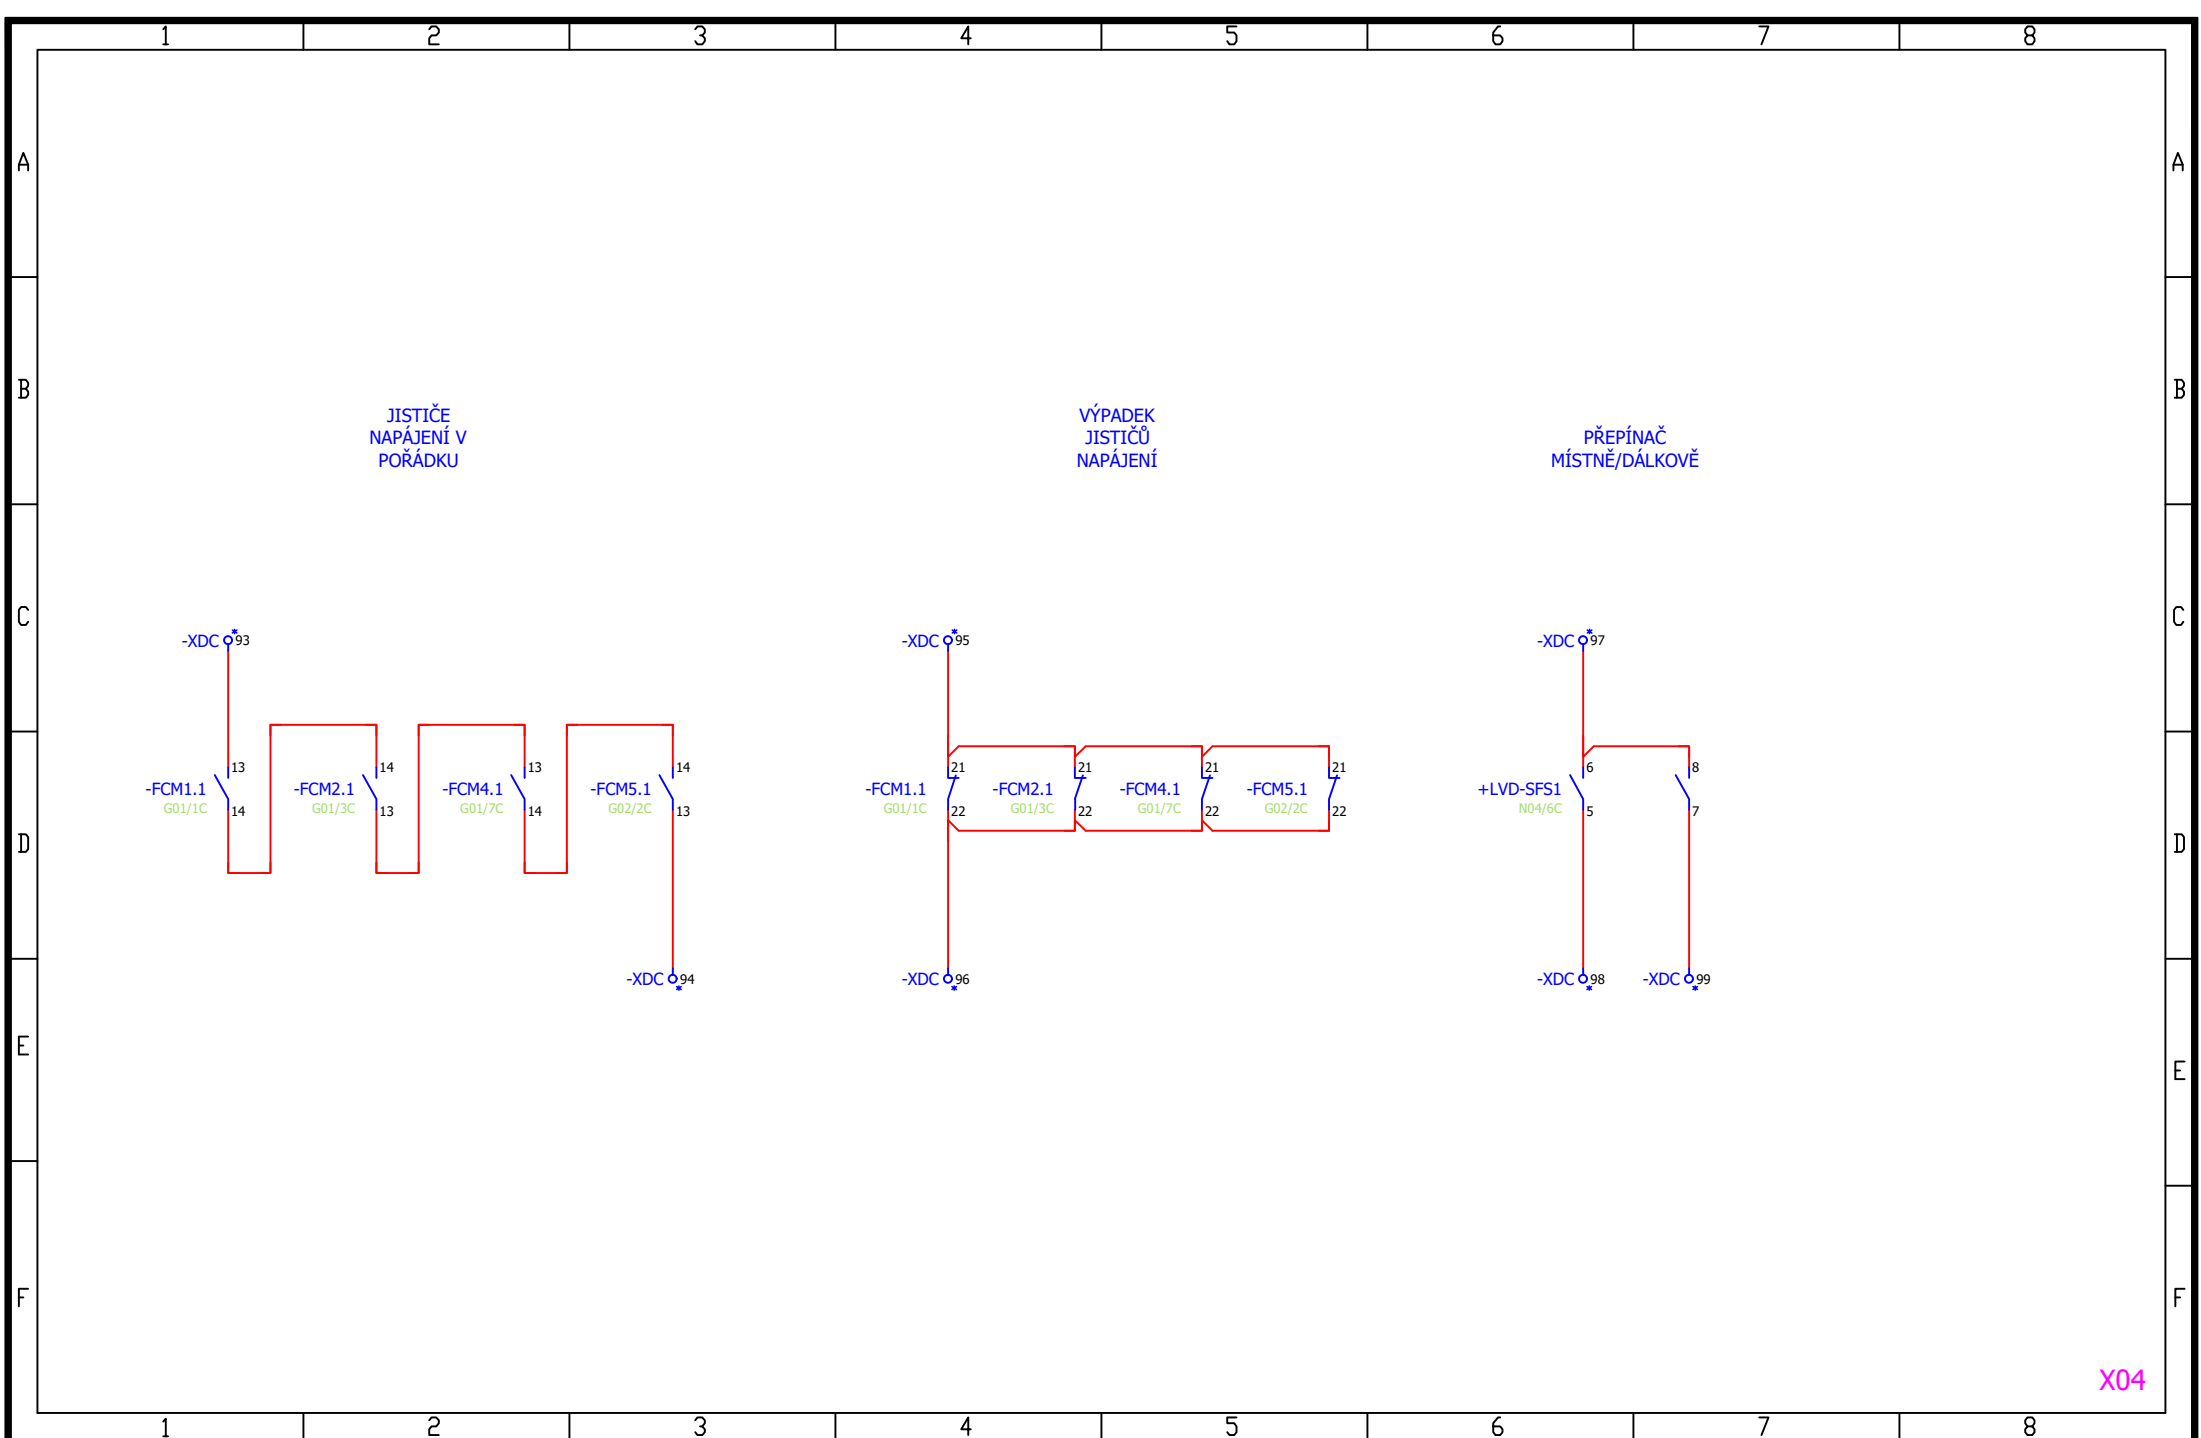 1 2 3 4 5 6 7 8
A A
B B
JISTIČE
NAPÁJENÍ V
POŘÁDKU
VÝPADEK
JISTIČŮ
NAPÁJENÍ
PŘEPÍNAČ
MÍSTNĚ/DÁLKOVĚ
C C
-XDC * 93 -XDC * 95 -XDC * 97
13 14 13 14 21 21 21 21 6 8
-FCM1.1 -FCM2.1 -FCM4.1 -FCM5.1 -FCM1.1 -FCM2.1 -FCM4.1 -FCM5.1 +LVD-SFS1
G01/1C G01/3C G01/7C G02/2C G01/1C G01/3C G01/7C G02/2C N04/6C
14 13 14 13 22 22 22 22 5 7
D D
-XDC 94 * -XDC 96 * -XDC 98 * -XDC 99 *
E E
F F
X04
1 2 3 4 5 6 7 8